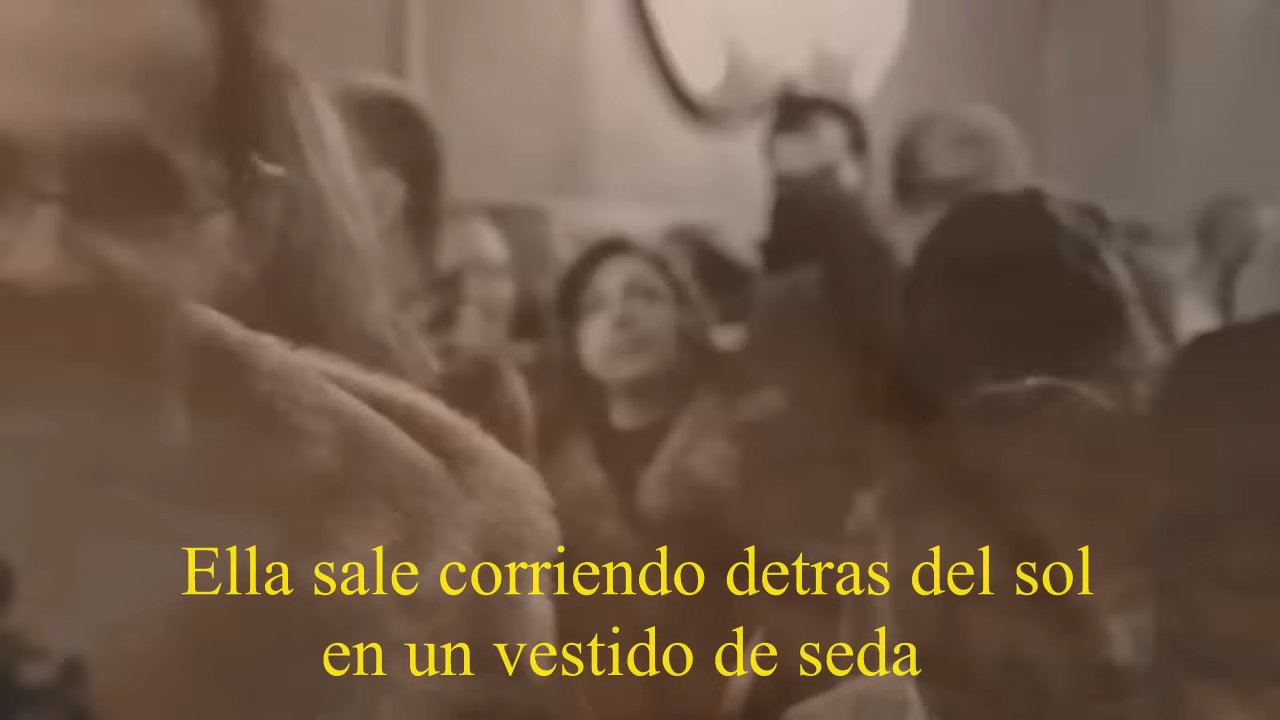 Ella sale corriendo detras del sol
en un vestido de seda